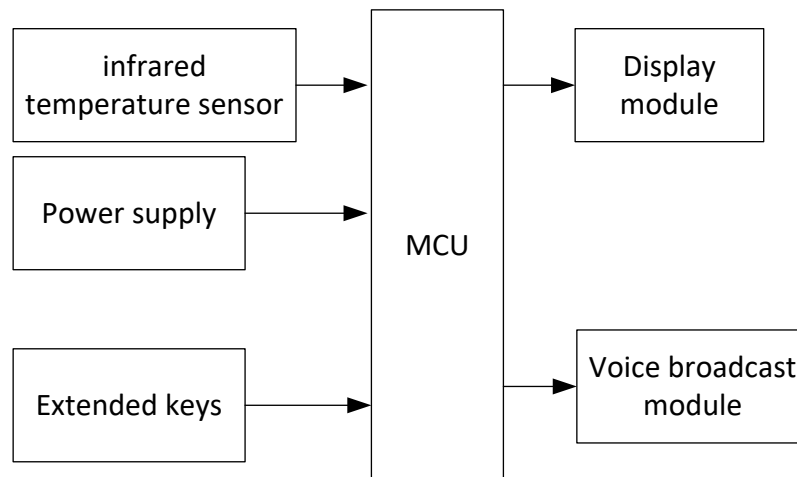 infrared
temperature sensor
Power supply
Extended keys
MCU
Display
module
Voice broadcast
module